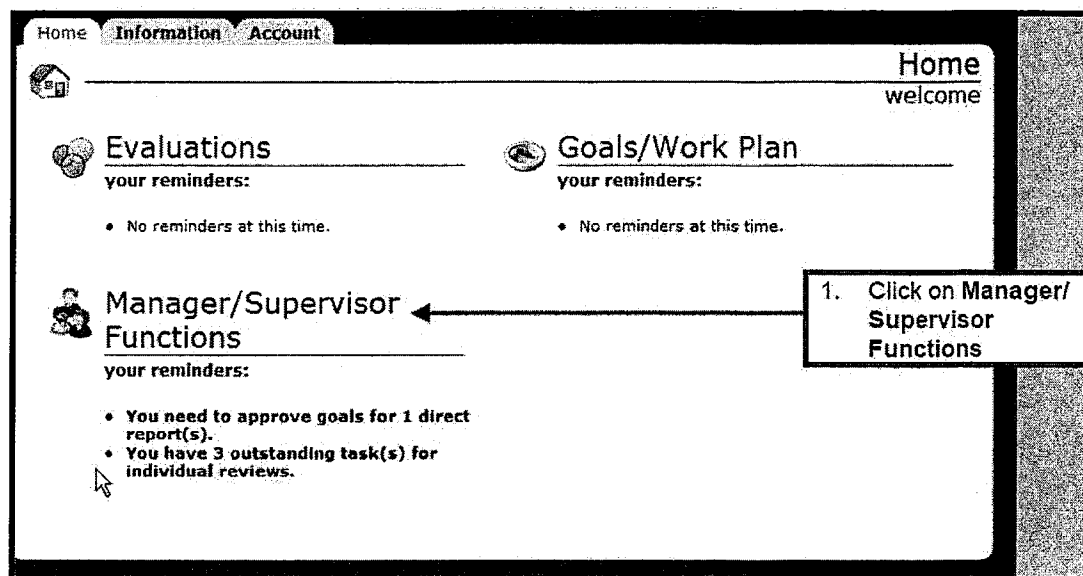 Home Information Account
Home
welcome
Evaluations
your reminders:
• No reminders at this time.
Goals/Work Plan
your reminders:
• No reminders at this time.
Manager/Supervisor
Functions
your reminders:
• You need to approve goals for 1 direct
report(s).
• You have 3 outstanding task(s) for
individual reviews.
1. Click on Manager/
Supervisor
Functions